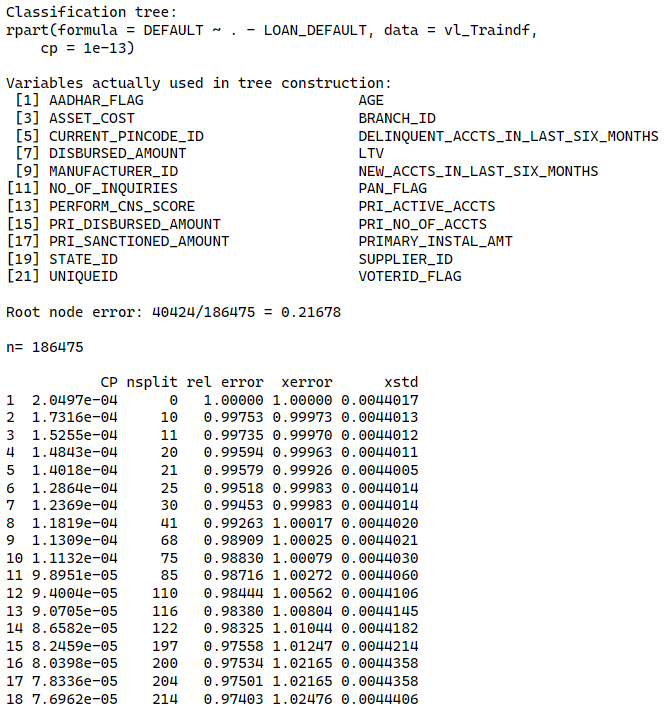 Classification tree:
rpart(formula = DEFAULT ~ . - LOAN_DEFAULT, data = vl_Traindf,
    cp = 1e-13)

Variables actually used in tree construction:
 [1] AADHAR_FLAG                         AGE
 [3] ASSET_COST                          BRANCH_ID
 [5] CURRENT_PINCODE_ID                  DELINQUENT_ACCTS_IN_LAST_SIX_MONTHS
 [7] DISBURSED_AMOUNT                    LTV
 [9] MANUFACTURER_ID                     NEW_ACCTS_IN_LAST_SIX_MONTHS
[11] NO_OF_INQUIRIES                     PAN_FLAG
[13] PERFORM_CNS_SCORE                   PRI_ACTIVE_ACCTS
[15] PRI_DISBURSED_AMOUNT                PRI_NO_OF_ACCTS
[17] PRI_SANCTIONED_AMOUNT               PRIMARY_INSTAL_AMT
[19] STATE_ID                            SUPPLIER_ID
[21] UNIQUEID                            VOTERID_FLAG

Root node error: 40424/186475 = 0.21678

n= 186475

           CP nsplit rel error  xerror      xstd
1  2.0497e-04      0   1.00000 1.00000 0.0044017
2  1.7316e-04     10   0.99753 0.99973 0.0044013
3  1.5255e-04     11   0.99735 0.99970 0.0044012
4  1.4843e-04     20   0.99594 0.99963 0.0044011
5  1.4018e-04     21   0.99579 0.99926 0.0044005
6  1.2864e-04     25   0.99518 0.99983 0.0044014
7  1.2369e-04     30   0.99453 0.99983 0.0044014
8  1.1819e-04     41   0.99263 1.00017 0.0044020
9  1.1309e-04     68   0.98909 1.00025 0.0044021
10 1.1132e-04     75   0.98830 1.00079 0.0044030
11 9.8951e-05     85   0.98716 1.00272 0.0044060
12 9.4004e-05    110   0.98444 1.00562 0.0044106
13 9.0705e-05    116   0.98380 1.00804 0.0044145
14 8.6582e-05    122   0.98325 1.01044 0.0044182
15 8.2459e-05    197   0.97558 1.01247 0.0044214
16 8.0398e-05    200   0.97534 1.02165 0.0044358
17 7.8336e-05    204   0.97501 1.02165 0.0044358
18 7.6962e-05    214   0.97403 1.02476 0.0044406